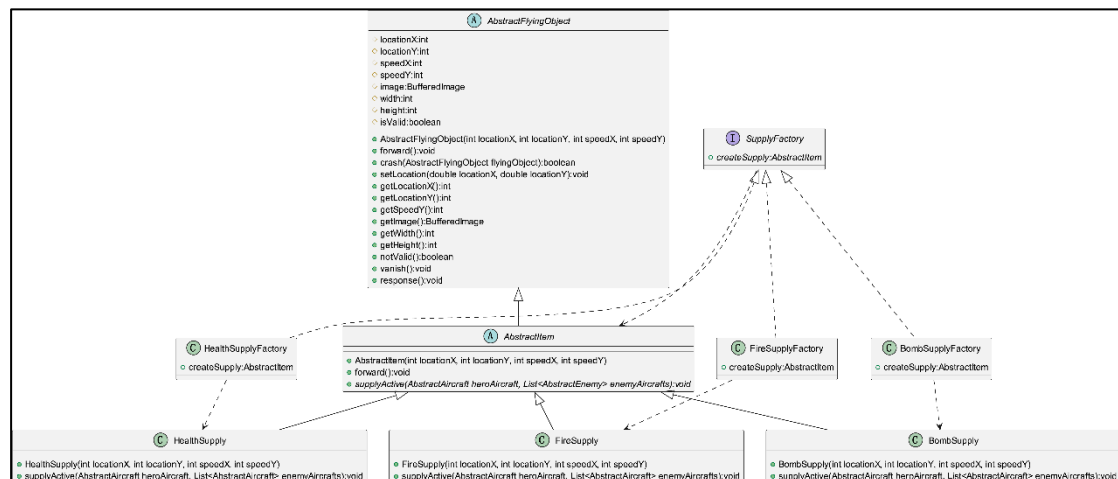 A AbstractFlyingObject
locationX:int
locationY:int
speedX:int
speedY:int
image:BufferedImage
width:int
height:int
isValid:boolean
AbstractFlyingObject(int locationX, int locationY, int speedX, int speedY)
forward():void
crash(AbstractFlyingObject flyingObject):boolean
setLocation(double locationX, double locationY):void
getLocationX():int
getLocationY():int
getSpeedY():int
getImage():BufferedImage
getWidth():int
getHeight():int
notValid():boolean
vanish():void
response():void
I SupplyFactory
createSupply:AbstractItem
C HealthSupplyFactory
createSupply:AbstractItem
A AbstractItem
AbstractItem(int locationX, int locationY, int speedX, int speedY)
forward():void
supplyActive(AbstractAircraft heroAircraft, List<AbstractEnemy> enemyAircrafts):void
C FireSupplyFactory
createSupply:AbstractItem
C BombSupplyFactory
createSupply:AbstractItem
C HealthSupply
HealthSupply(int locationX, int locationY, int speedX, int speedY)
supplyActive(AbstractAircraft heroAircraft, List<AbstractAircraft> enemyAircrafts):void
C FireSupply
FireSupply(int locationX, int locationY, int speedX, int speedY)
supplyActive(AbstractAircraft heroAircraft, List<AbstractAircraft> enemyAircrafts):void
C BombSupply
BombSupply(int locationX, int locationY, int speedX, int speedY)
supplyActive(AbstractAircraft heroAircraft, List<AbstractAircraft> enemyAircrafts):void